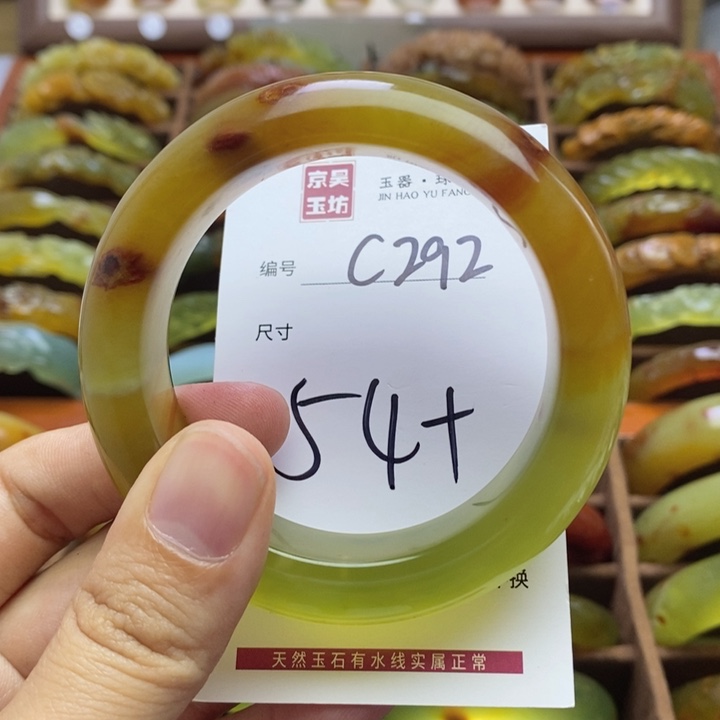 京昊
玉坊
玉器·珠
JIN HAO YU FANG
编号 C292
尺寸
54+
换
天然玉石有水线实属正常